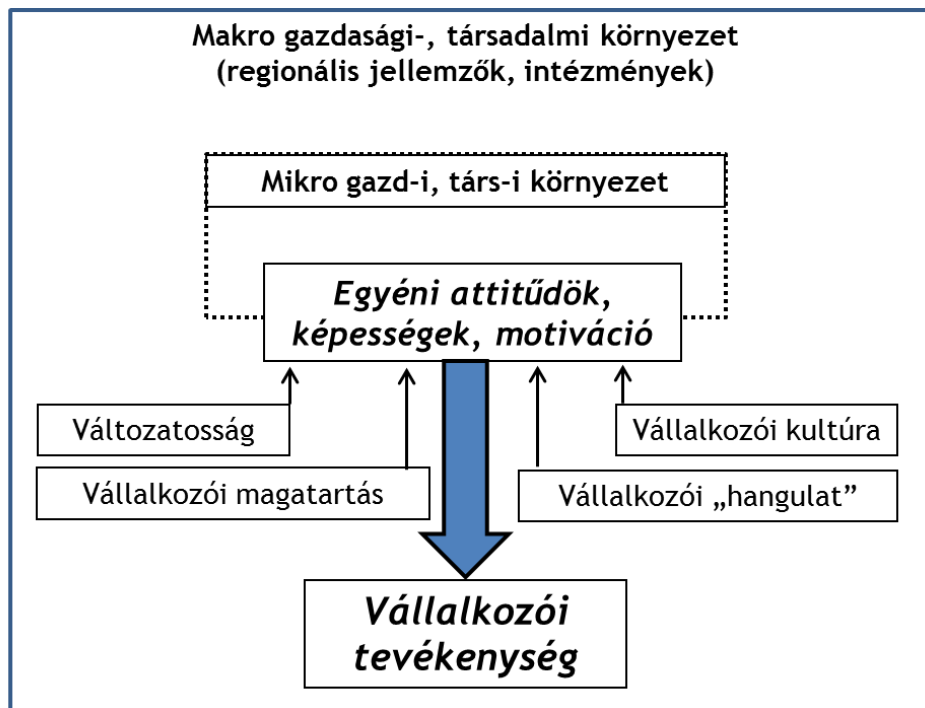 Makro gazdasági-, társadalmi környezet
(regionális jellemzők, intézmények)
Mikro gazd-i, társ-i környezet
Egyéni attitűdök,
képességek, motiváció
Változatosság
Vállalkozói kultúra
Vállalkozói magatartás
Vállalkozói „hangulat”
Vállalkozói
tevékenység